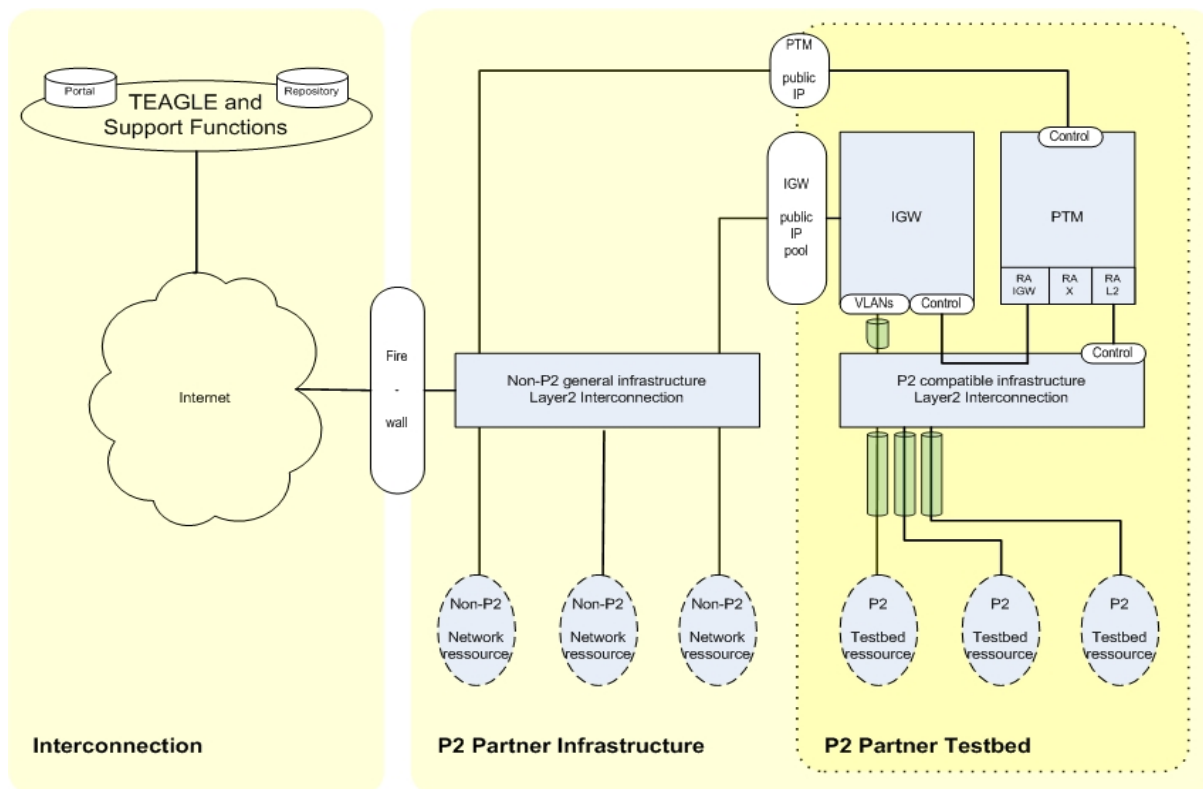 Portal
Repository
TEAGLE and
Support Functions
Internet
Fire
-
wall
Interconnection
PTM
public
IP
IGW
public
IP
pool
Non-P2 general infrastructure
Layer2 Interconnection
Non-P2
Network
ressource
Non-P2
Network
ressource
Non-P2
Network
ressource
P2 Partner Infrastructure
IGW
VLANs
Control
Control
PTM
RA
IGW
RA
X
RA
L2
Control
P2 compatible infrastructure
Layer2 Interconnection
P2
Testbed
ressource
P2
Testbed
ressource
P2
Testbed
ressource
P2 Partner Testbed